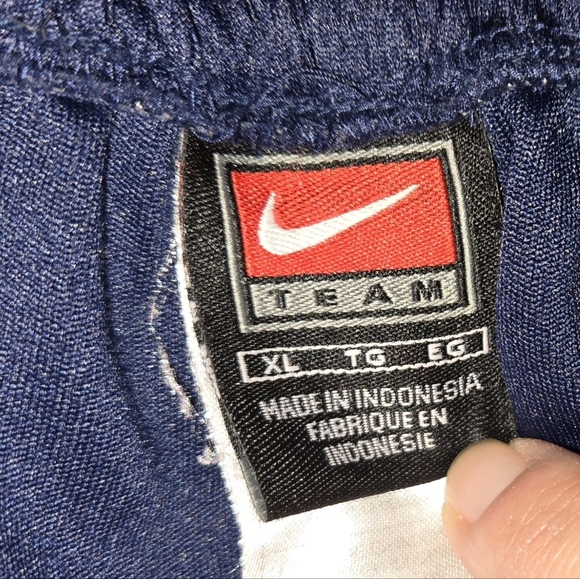 TEAM
XL TG EG
MADE IN INDONESIA
FABRIQUE EN
INDONESIE